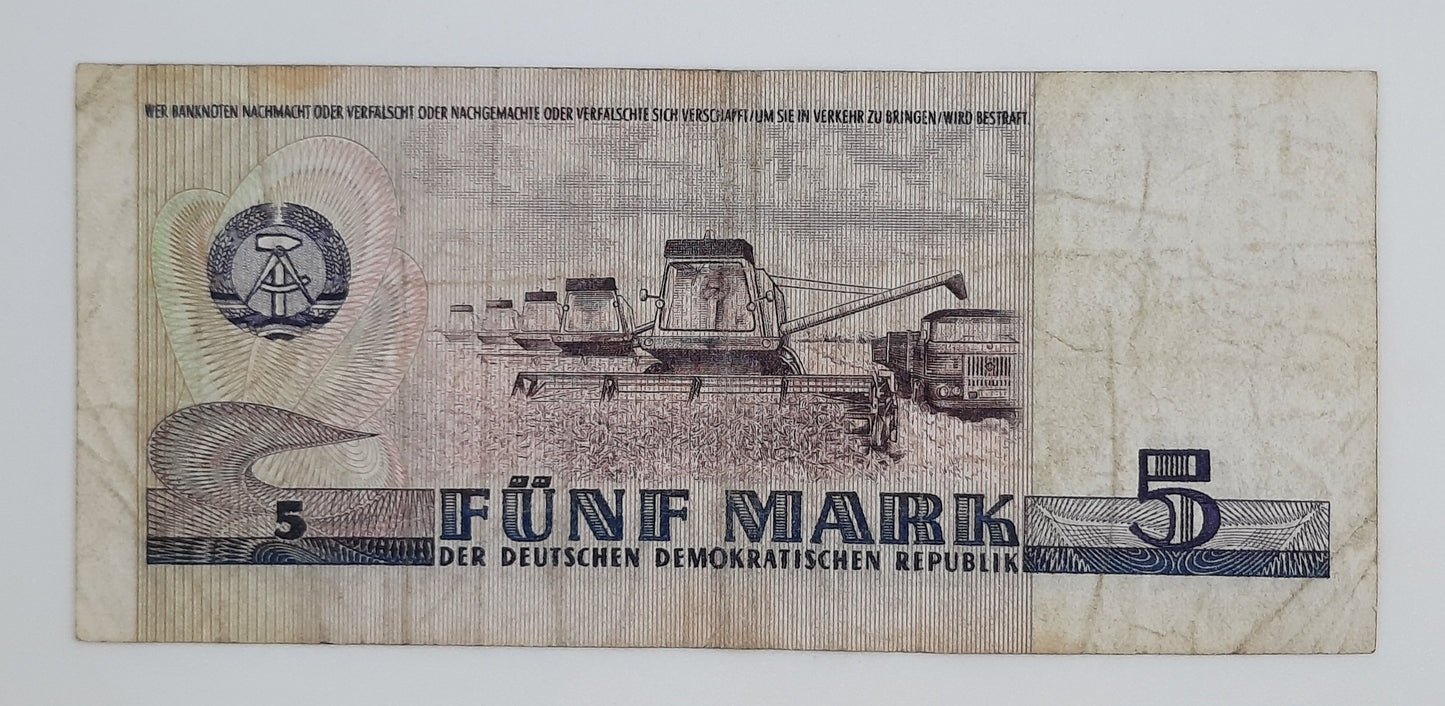 WER BANKNOTEN NACHMACHT ODER VERFÄLSCHT ODER NACHGEMACHTE ODER VERFÄLSCHTE SICH VERSCHAFFT/UM SIE IN VERKEHR ZU BRINGEN/WIRD BESTRAFT.
5
FÜNF MARK
DER DEUTSCHEN DEMOKRATISCHEN REPUBLIK
5